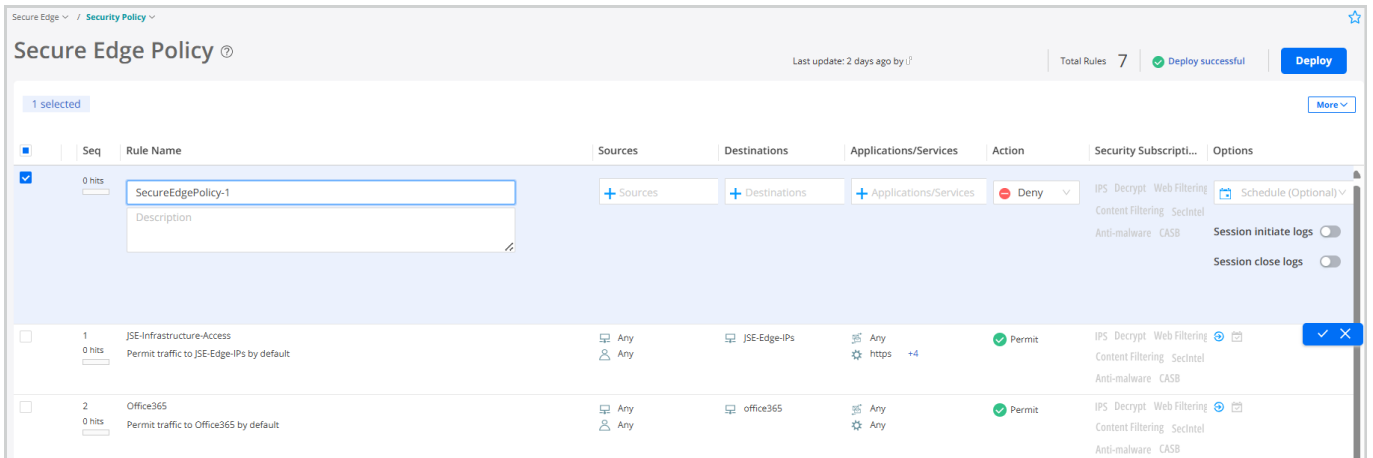 Secure Edge / Security Policy
Secure Edge Policy
Last update: 2 days ago by
Total Rules 7 Deploy successful Deploy
1 selected More
Seq Rule Name Sources Destinations Applications/Services Action Security Subscripti... Options
0 hits SecureEdgePolicy-1 Sources Destinations Applications/Services Deny IPS Decrypt Web Filtering Schedule (Optional)
Description Content Filtering SecIntel
Anti-malware CASB Session initiate logs
Session close logs
1 JSE-Infrastructure-Access Any JSE-Edge-IPs Any Permit IPS Decrypt Web Filtering
0 hits Permit traffic to JSE-Edge-IPs by default Any https +4 Content Filtering SecIntel
Anti-malware CASB
2 Office365 Any office365 Any Permit IPS Decrypt Web Filtering
0 hits Permit traffic to Office365 by default Any Any Content Filtering SecIntel
Anti-malware CASB